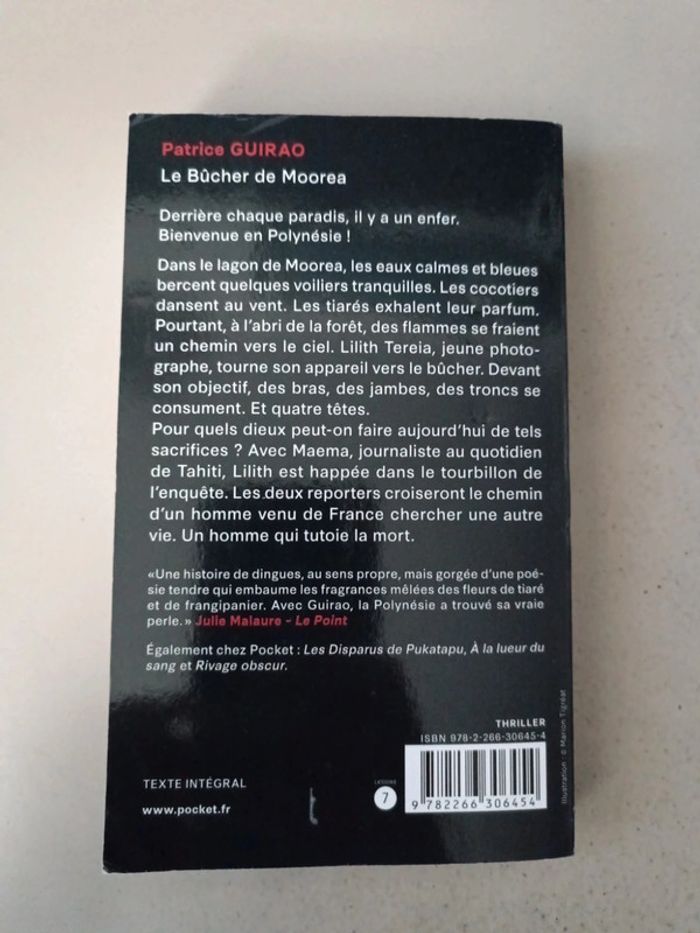 Patrice GUIRAO
Le Bûcher de Moorea
Derrière chaque paradis, il y a un enfer.
Bienvenue en Polynésie !
Dans le lagon de Moorea, les eaux calmes et bleues
bercent quelques voiliers tranquilles. Les cocotiers
dansent au vent. Les tiarés exhalent leur parfum.
Pourtant, à l'abri de la forêt, des flammes se fraient
un chemin vers le ciel. Lilith Tereia, jeune photo-
graphe, tourne son appareil vers le bûcher. Devant
son objectif, des bras, des jambes, des troncs se
consument. Et quatre têtes.
Pour quels dieux peut-on faire aujourd'hui de tels
sacrifices ? Avec Maema, journaliste au quotidien
de Tahiti, Lilith est happée dans le tourbillon de
l'enquête. Les deux reporters croiseront le chemin
d'un homme venu de France chercher une autre
vie. Un homme qui tutoie la mort.
«Une histoire de dingues, au sens propre, mais gorgée d'une poé-
sie tendre qui embaume les fragrances mêlées des fleurs de tiaré
et de frangipanier. Avec Guirao, la Polynésie a trouvé sa vraie
perle.» Julie Malaure - Le Point
Également chez Pocket : Les Disparus de Pukatapu, À la lueur du
sang et Rivage obscur.
THRILLER
ISBN 978-2-266-30645-4
Illustration : © Marion Tigréat
TEXTE INTÉGRAL
www.pocket.fr
7
9 782266 306454